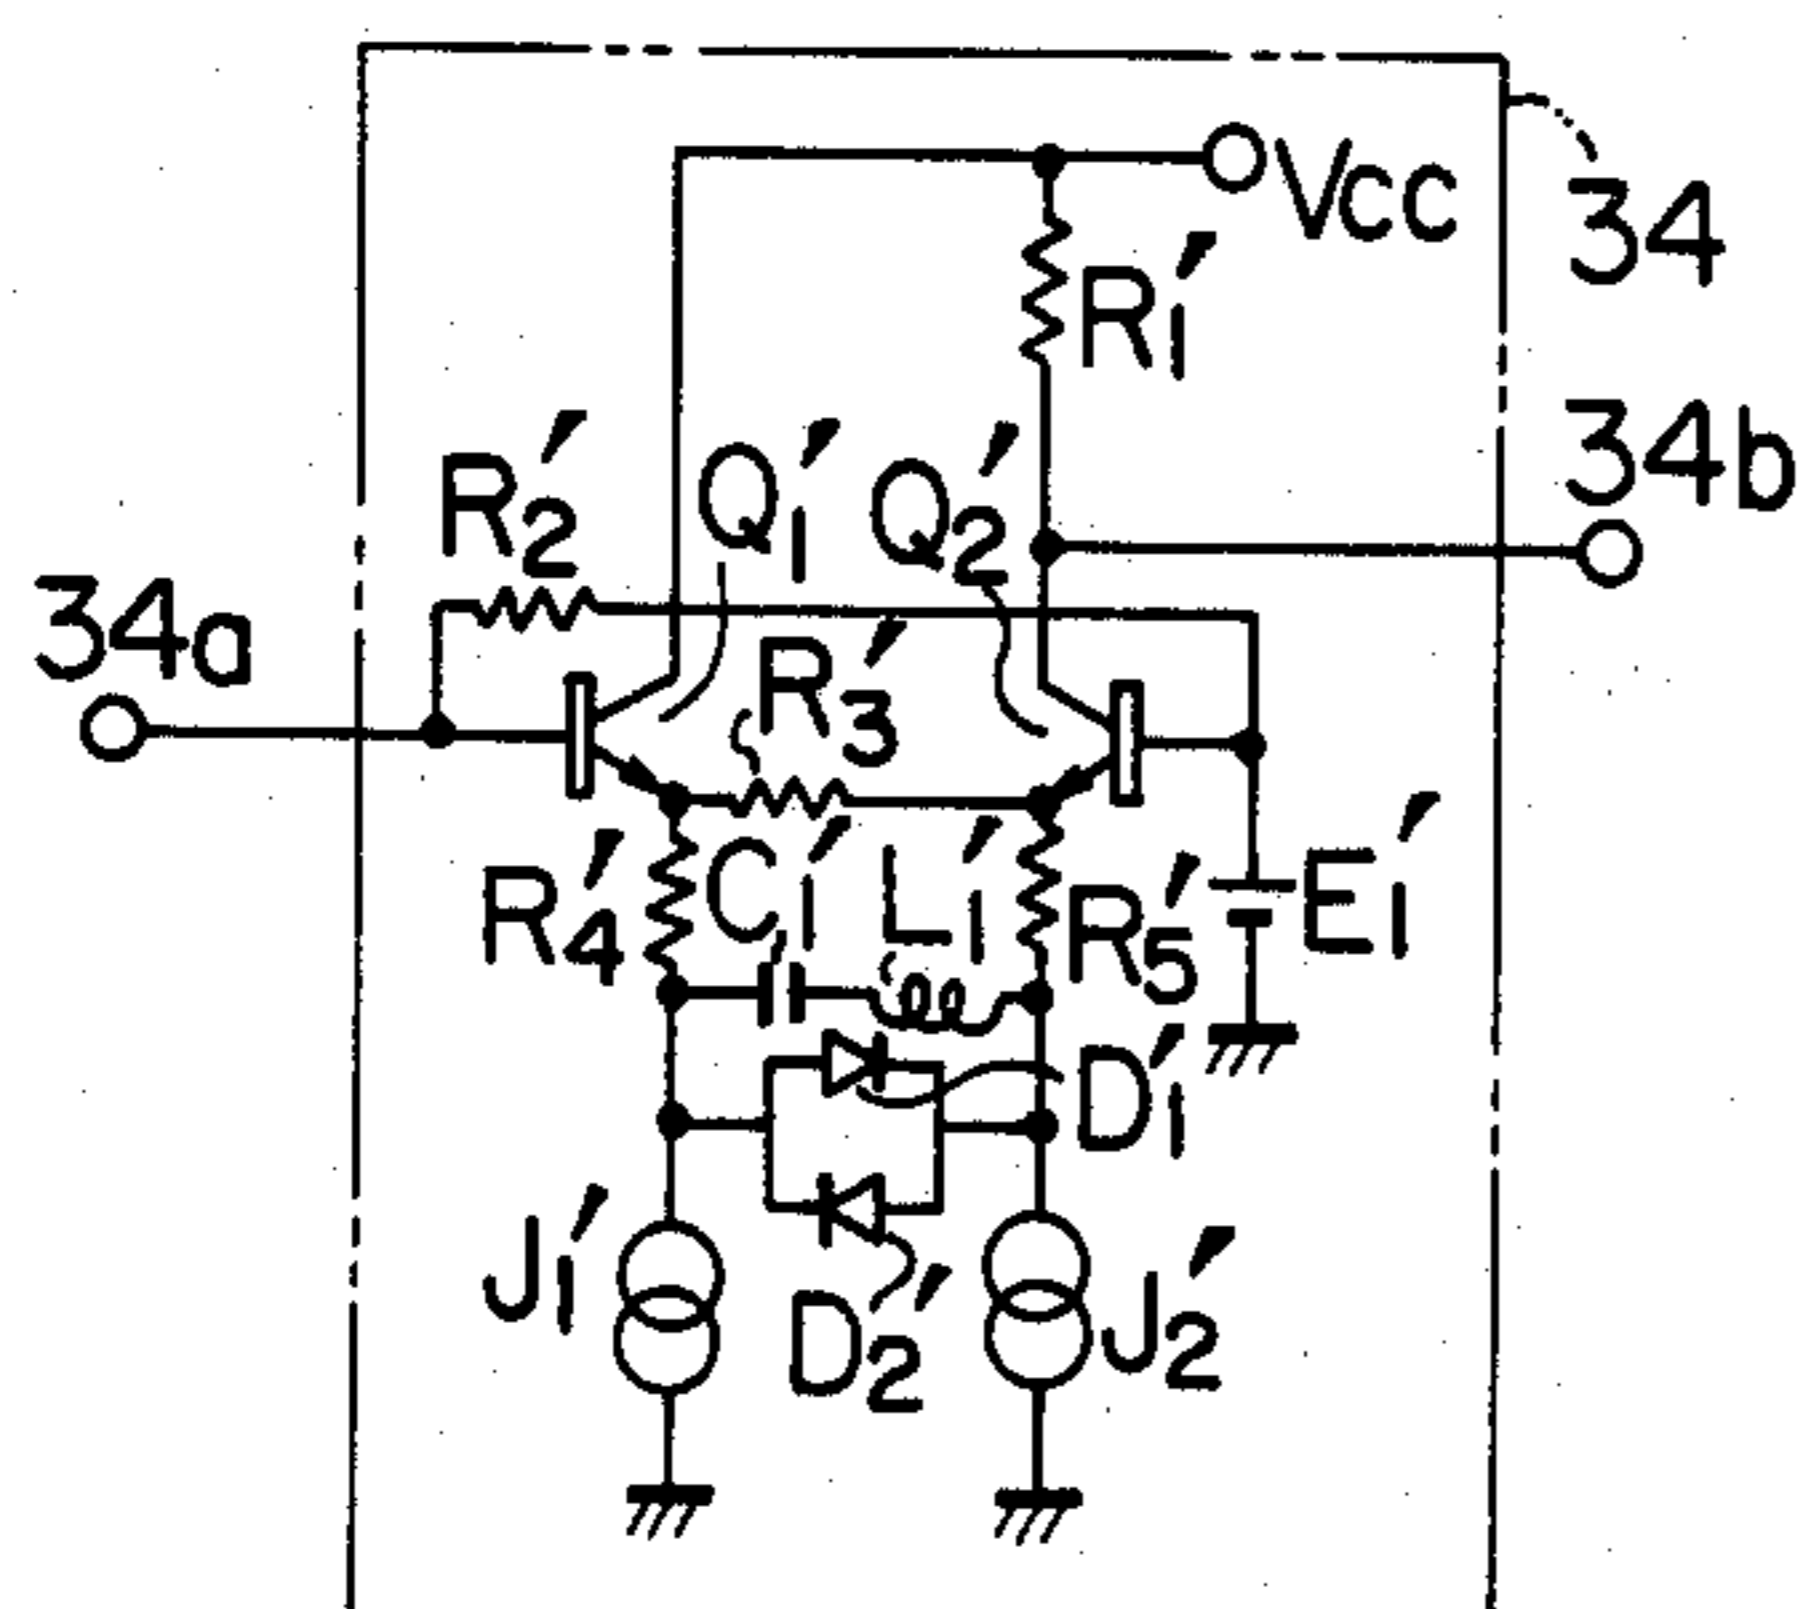 Vcc
34
R1'
34b
R2'
Q1'
Q2'
34a
R3'
R4'
C1'
L1'
R5'
E1'
D1'
J1'
D2'
J2'